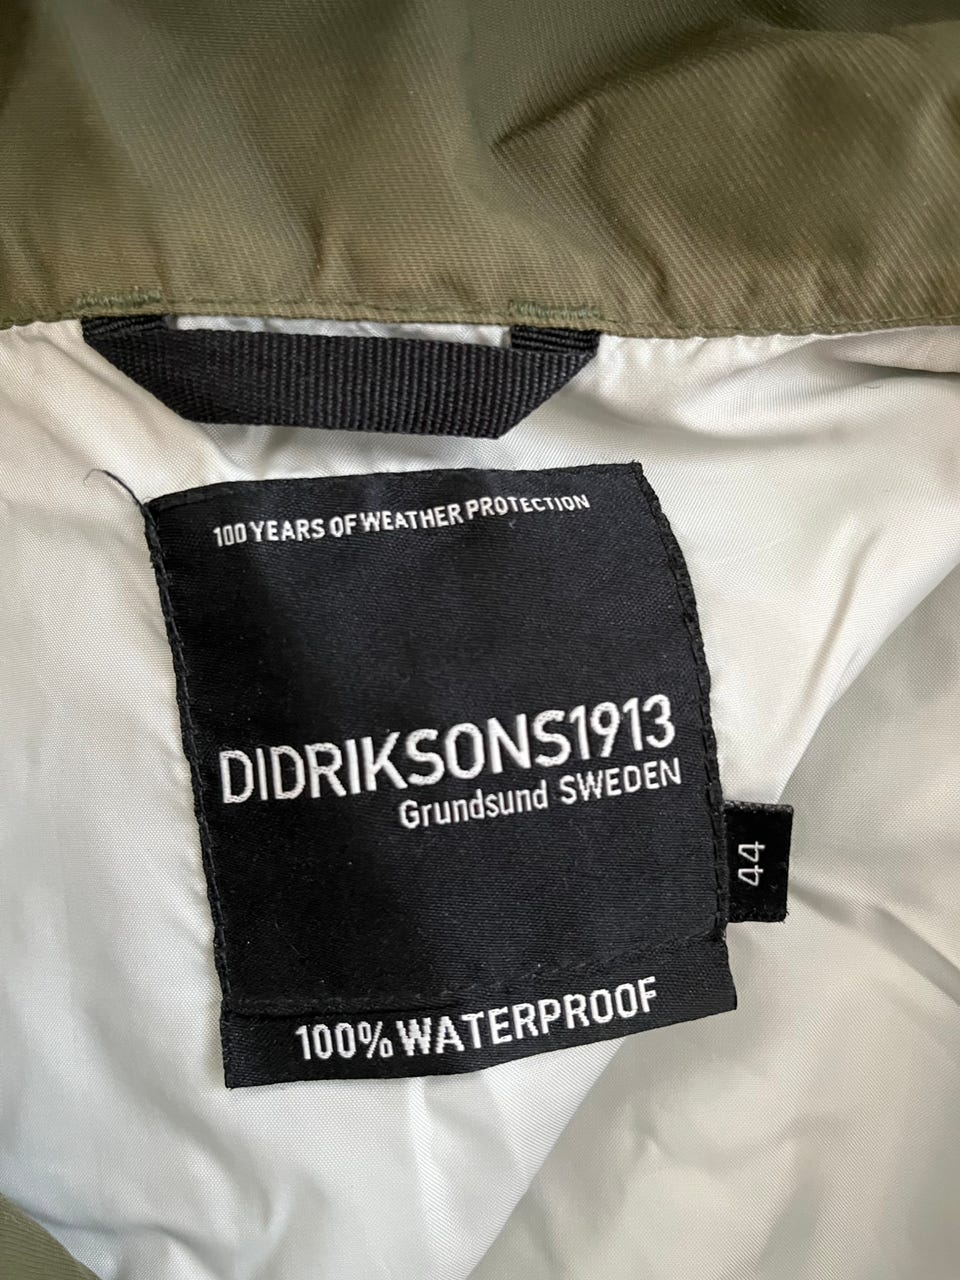 100 YEARS OF WEATHER PROTECTION
DIDRIKSONS1913
Grundsund SWEDEN
44
100% WATERPROOF